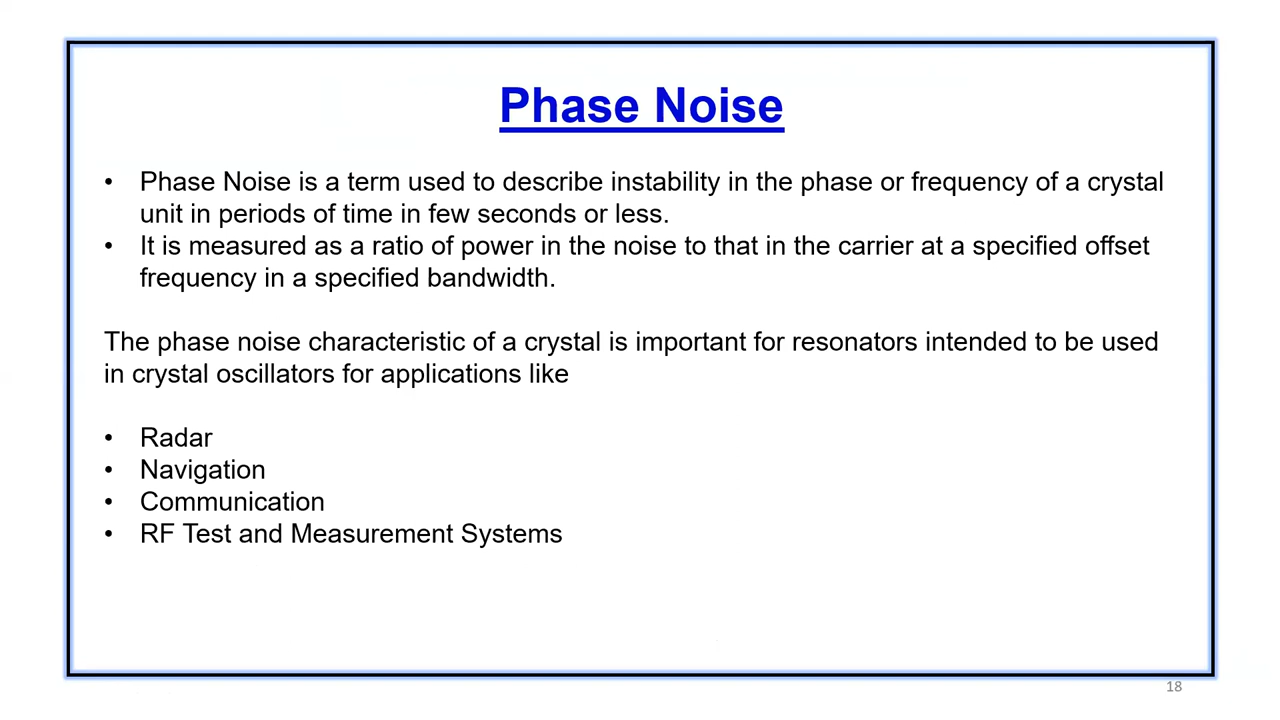 Phase Noise
• Phase Noise is a term used to describe instability in the phase or frequency of a crystal
unit in periods of time in few seconds or less.
• It is measured as a ratio of power in the noise to that in the carrier at a specified offset
frequency in a specified bandwidth.
The phase noise characteristic of a crystal is important for resonators intended to be used
in crystal oscillators for applications like
• Radar
• Navigation
• Communication
• RF Test and Measurement Systems
18